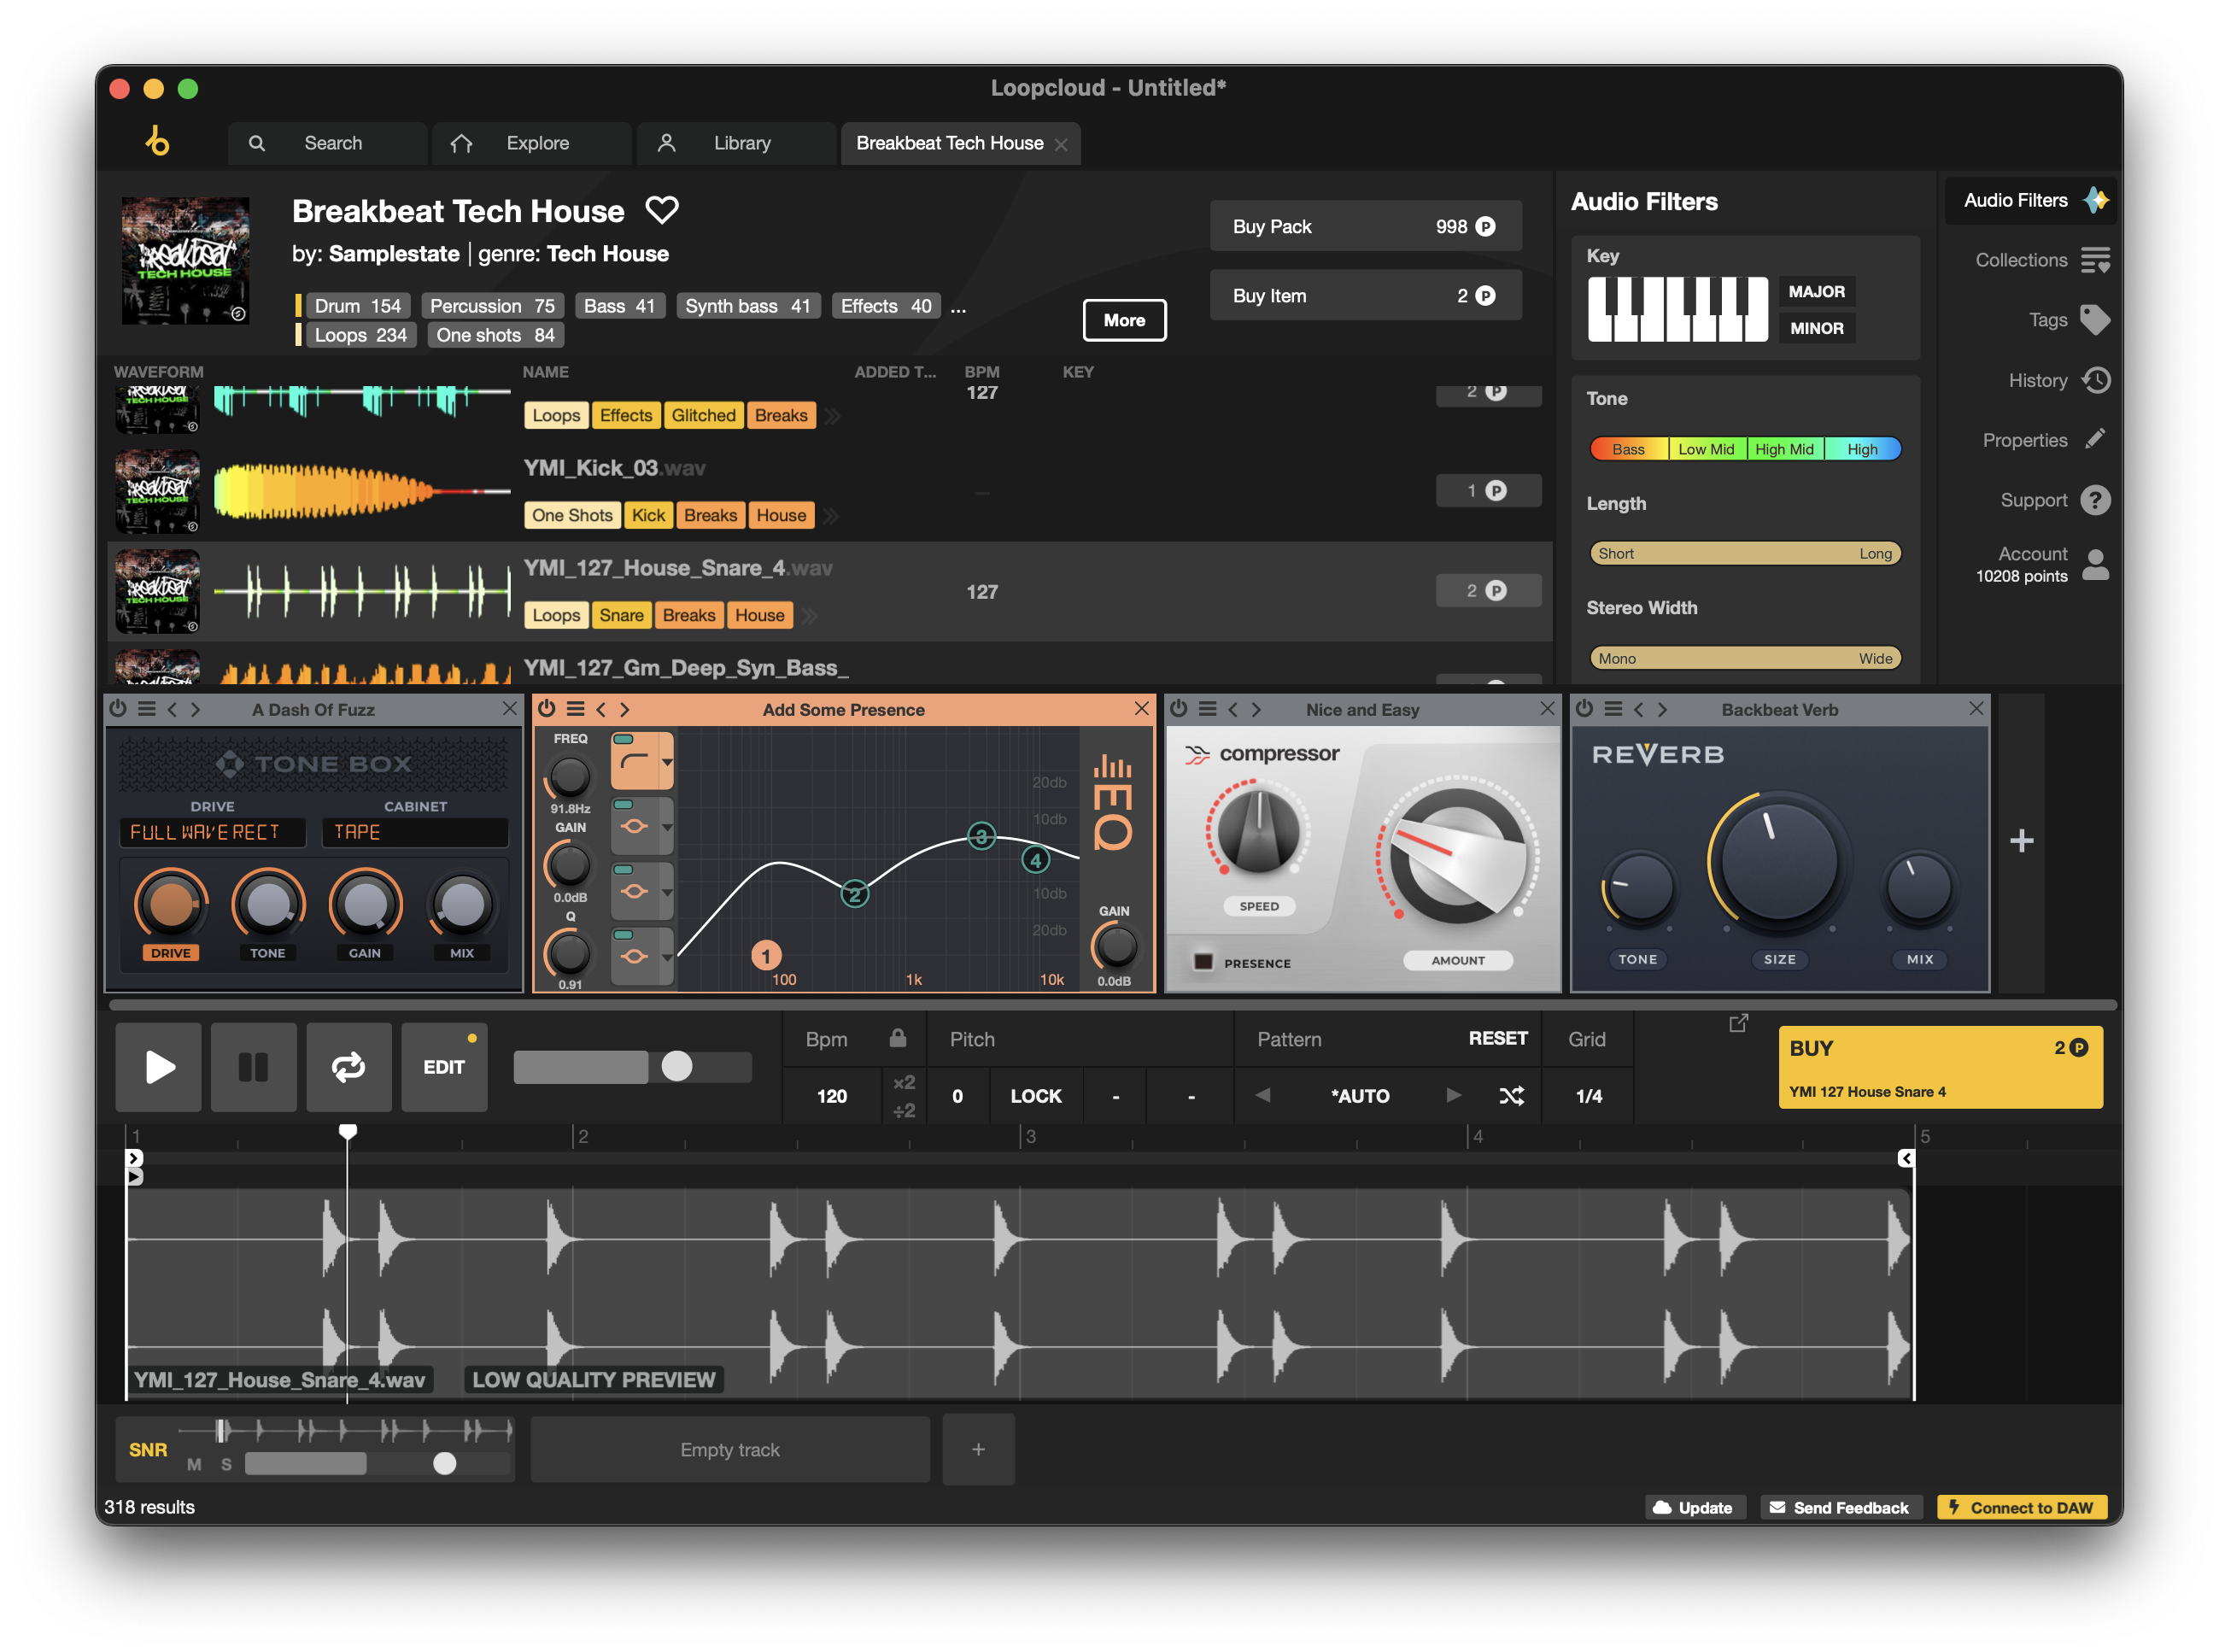 Loopcloud - Untitled*
Search
Explore
Library
Breakbeat Tech House
Breakbeat Tech House
by: Samplestate | genre: Tech House
Drum 154
Percussion 75
Bass 41
Synth bass 41
Effects 40
...
Loops 234
One shots 84
More
Buy Pack 998 P
Buy Item 2 P
WAVEFORM NAME ADDED T... BPM KEY
127
2 P
Loops Effects Glitched Breaks
YMI_Kick_03.wav
–
1 P
One Shots Kick Breaks House
YMI_127_House_Snare_4.wav
127
2 P
Loops Snare Breaks House
YMI_127_Gm_Deep_Syn_Bass_
Breakbeat
TECH HOUSE
Audio Filters
Key
MAJOR
MINOR
Tone
Bass Low Mid High Mid High
Length
Short Long
Stereo Width
Mono Wide
Audio Filters
Collections
Tags
History
Properties
Support
Account
10208 points
A Dash Of Fuzz
TONE BOX
DRIVE CABINET
FULL WAVE RECT TAPE
DRIVE TONE GAIN MIX
Add Some Presence
FREQ
91.8Hz
GAIN
0.0dB
Q
0.91
20db
10db
10db
20db
1 2 3 4
100 1k 10k
EQ
GAIN
0.0dB
Nice and Easy
compressor
SPEED
PRESENCE
AMOUNT
Backbeat Verb
REVERB
TONE SIZE MIX
+
EDIT
Bpm
120
×2
÷2
Pitch
0 LOCK - -
Pattern RESET
*AUTO
Grid
1/4
BUY 2 P
YMI 127 House Snare 4
1 2 3 4 5
YMI_127_House_Snare_4.wav LOW QUALITY PREVIEW
SNR
M S
Empty track
+
318 results
Update
Send Feedback
Connect to DAW